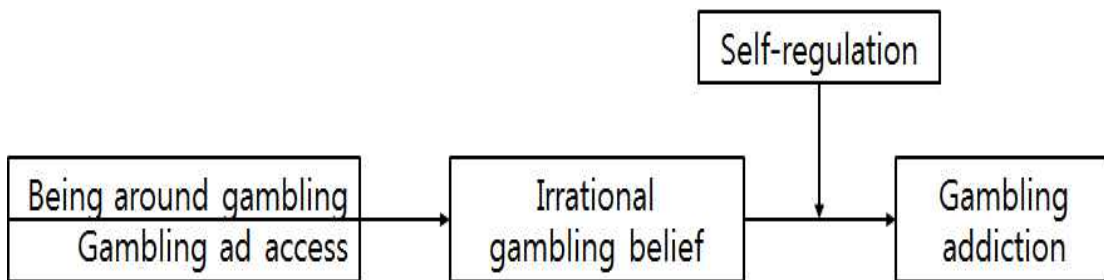 Self-regulation
Being around gambling
Gambling ad access
Irrational
gambling belief
Gambling
addiction